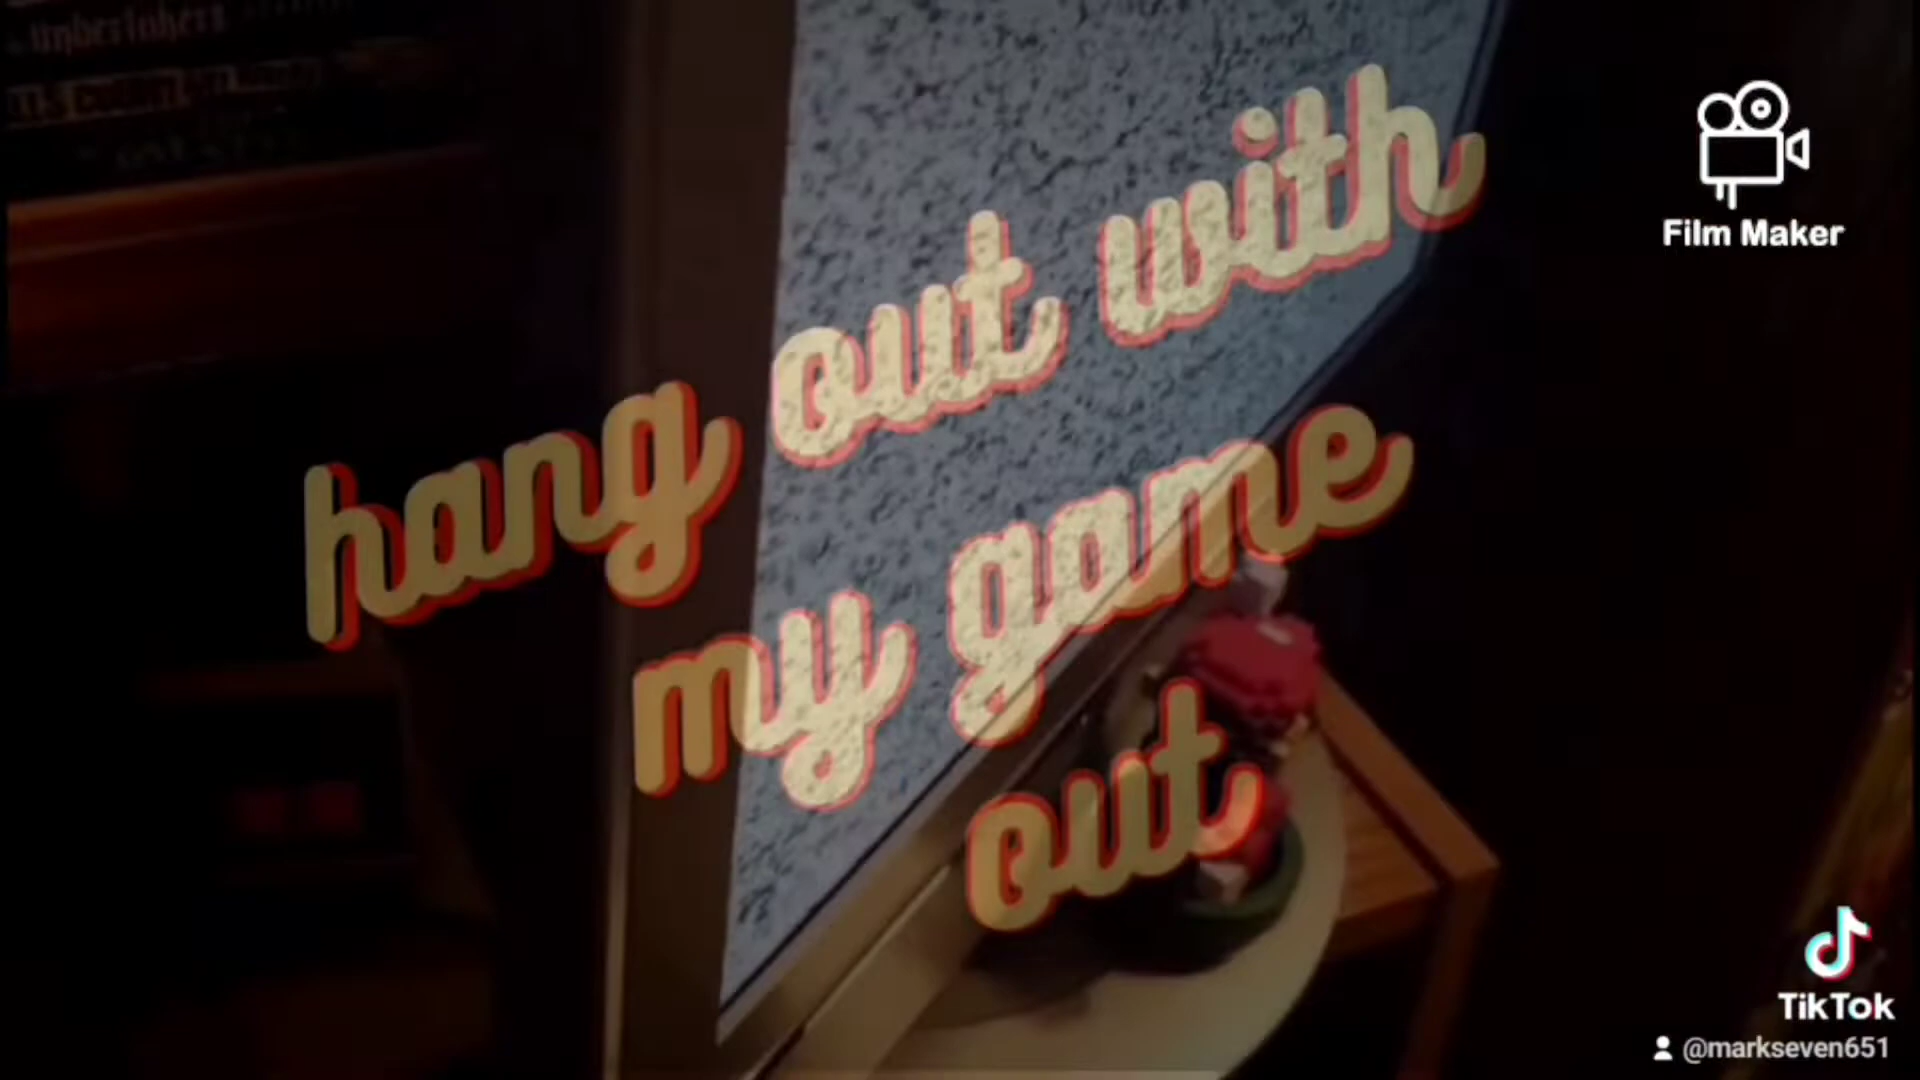 hang out with
my game
out
Film Maker
TikTok
@markseven651